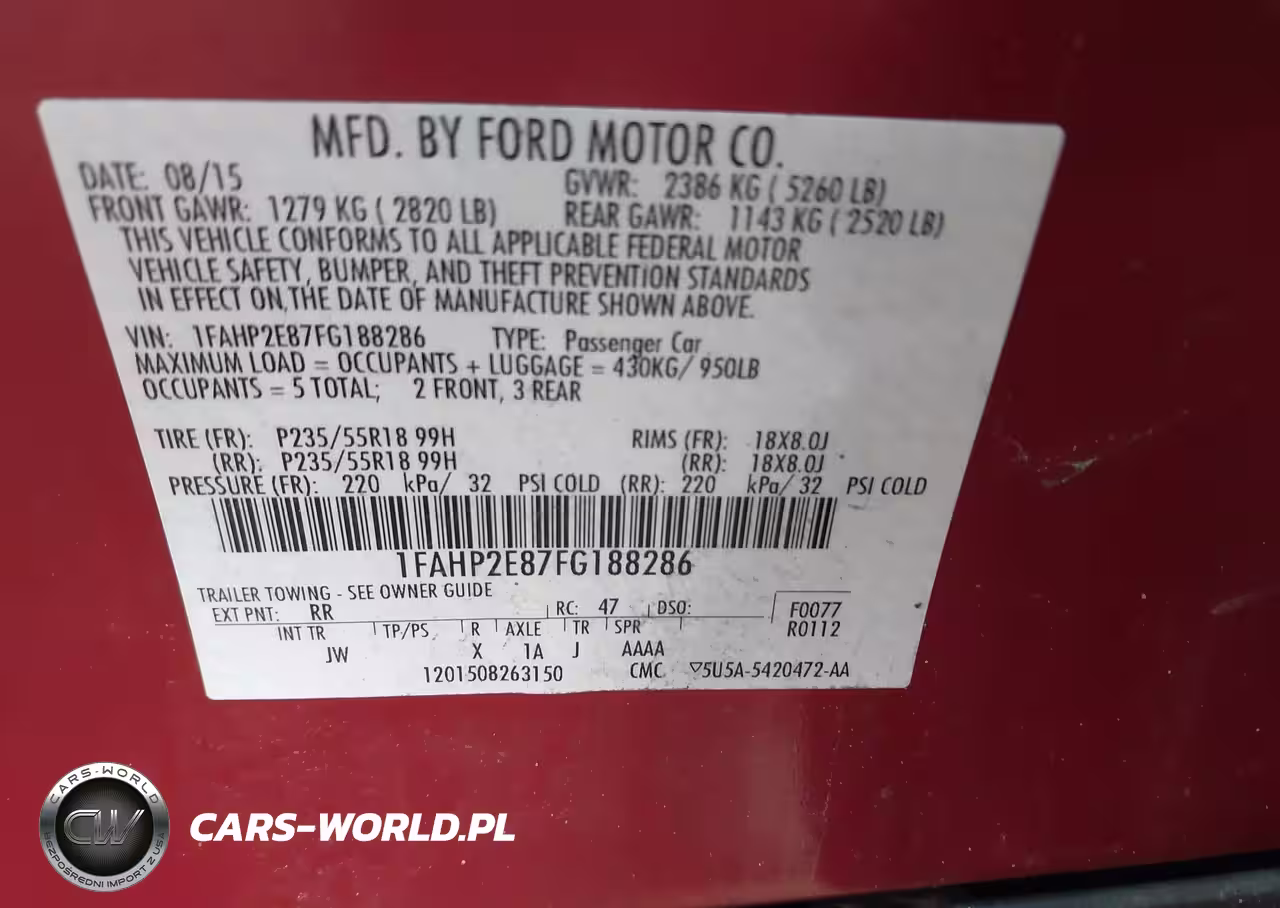 MFD. BY FORD MOTOR CO.
DATE: 08/15 GVWR: 2386 KG ( 5260 LB)
FRONT GAWR: 1279 KG ( 2820 LB) REAR GAWR: 1143 KG ( 2520 LB)
THIS VEHICLE CONFORMS TO ALL APPLICABLE FEDERAL MOTOR
VEHICLE SAFETY, BUMPER, AND THEFT PREVENTION STANDARDS
IN EFFECT ON THE DATE OF MANUFACTURE SHOWN ABOVE.
VIN: 1FAHP2E87FG188286 TYPE: Passenger Car
MAXIMUM LOAD = OCCUPANTS + LUGGAGE = 430KG/ 950LB
OCCUPANTS = 5 TOTAL; 2 FRONT, 3 REAR
TIRE (FR): P235/55R18 99H RIMS (FR): 18X8.0J
(RR): P235/55R18 99H (RR): 18X8.0J
PRESSURE (FR): 220 kPa/ 32 PSI COLD (RR): 220 kPa/ 32 PSI COLD
1FAHP2E87FG188286
TRAILER TOWING - SEE OWNER GUIDE
EXT PNT: RR RC: 47 DSO: F0077
INT TR TP/PS R AXLE TR SPR R0112
JW X 1A J AAAA
1201508263150 CMC ▽5U5A-5420472-AA
CARS-WORLD
CW
BEZPOŚREDNI IMPORT Z USA
CARS-WORLD.PL